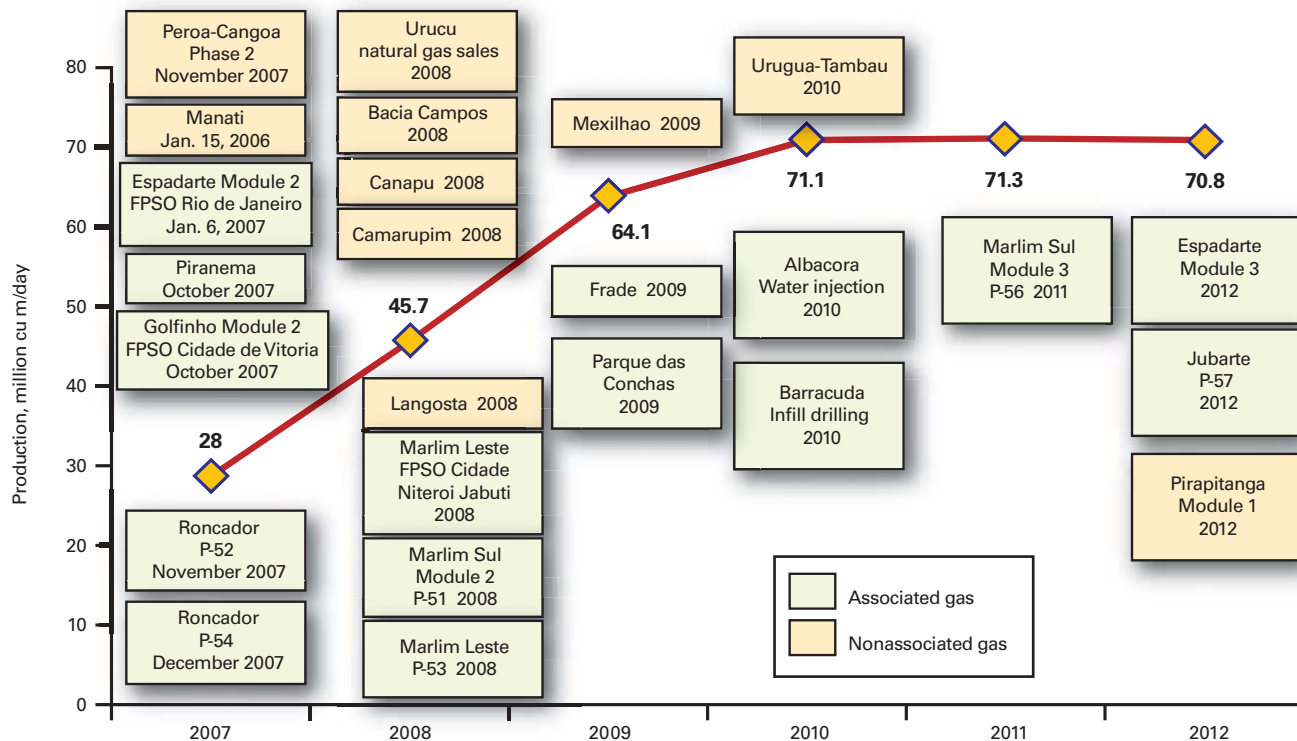 Production, million cu m/day
80
70
60
50
40
30
20
10
0
Peroa-Cangoa
Phase 2
November 2007
Manati
Jan. 15, 2006
Espadarte Module 2
FPSO Rio de Janeiro
Jan. 6, 2007
Piranema
October 2007
Golfinho Module 2
FPSO Cidade de Vitoria
October 2007
28
Roncador
P-52
November 2007
Roncador
P-54
December 2007
Urucu
natural gas sales
2008
Bacia Campos
2008
Canapu 2008
Camarupim 2008
45.7
Langosta 2008
Marlim Leste
FPSO Cidade
Niteroi Jabuti
2008
Marlim Sul
Module 2
P-51 2008
Marlim Leste
P-53 2008
Mexilhao 2009
64.1
Frade 2009
Parque das
Conchas
2009
Urugua-Tambau
2010
71.1
Albacora
Water injection
2010
Barracuda
Infill drilling
2010
71.3
Marlim Sul
Module 3
P-56 2011
70.8
Espadarte
Module 3
2012
Jubarte
P-57
2012
Pirapitanga
Module 1
2012
Associated gas
Nonassociated gas
2007
2008
2009
2010
2011
2012